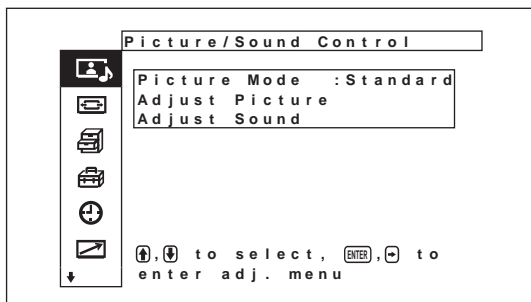 Picture/Sound Control
Picture Mode :Standard
Adjust Picture
Adjust Sound
, to select, ENTER, to
enter adj. menu